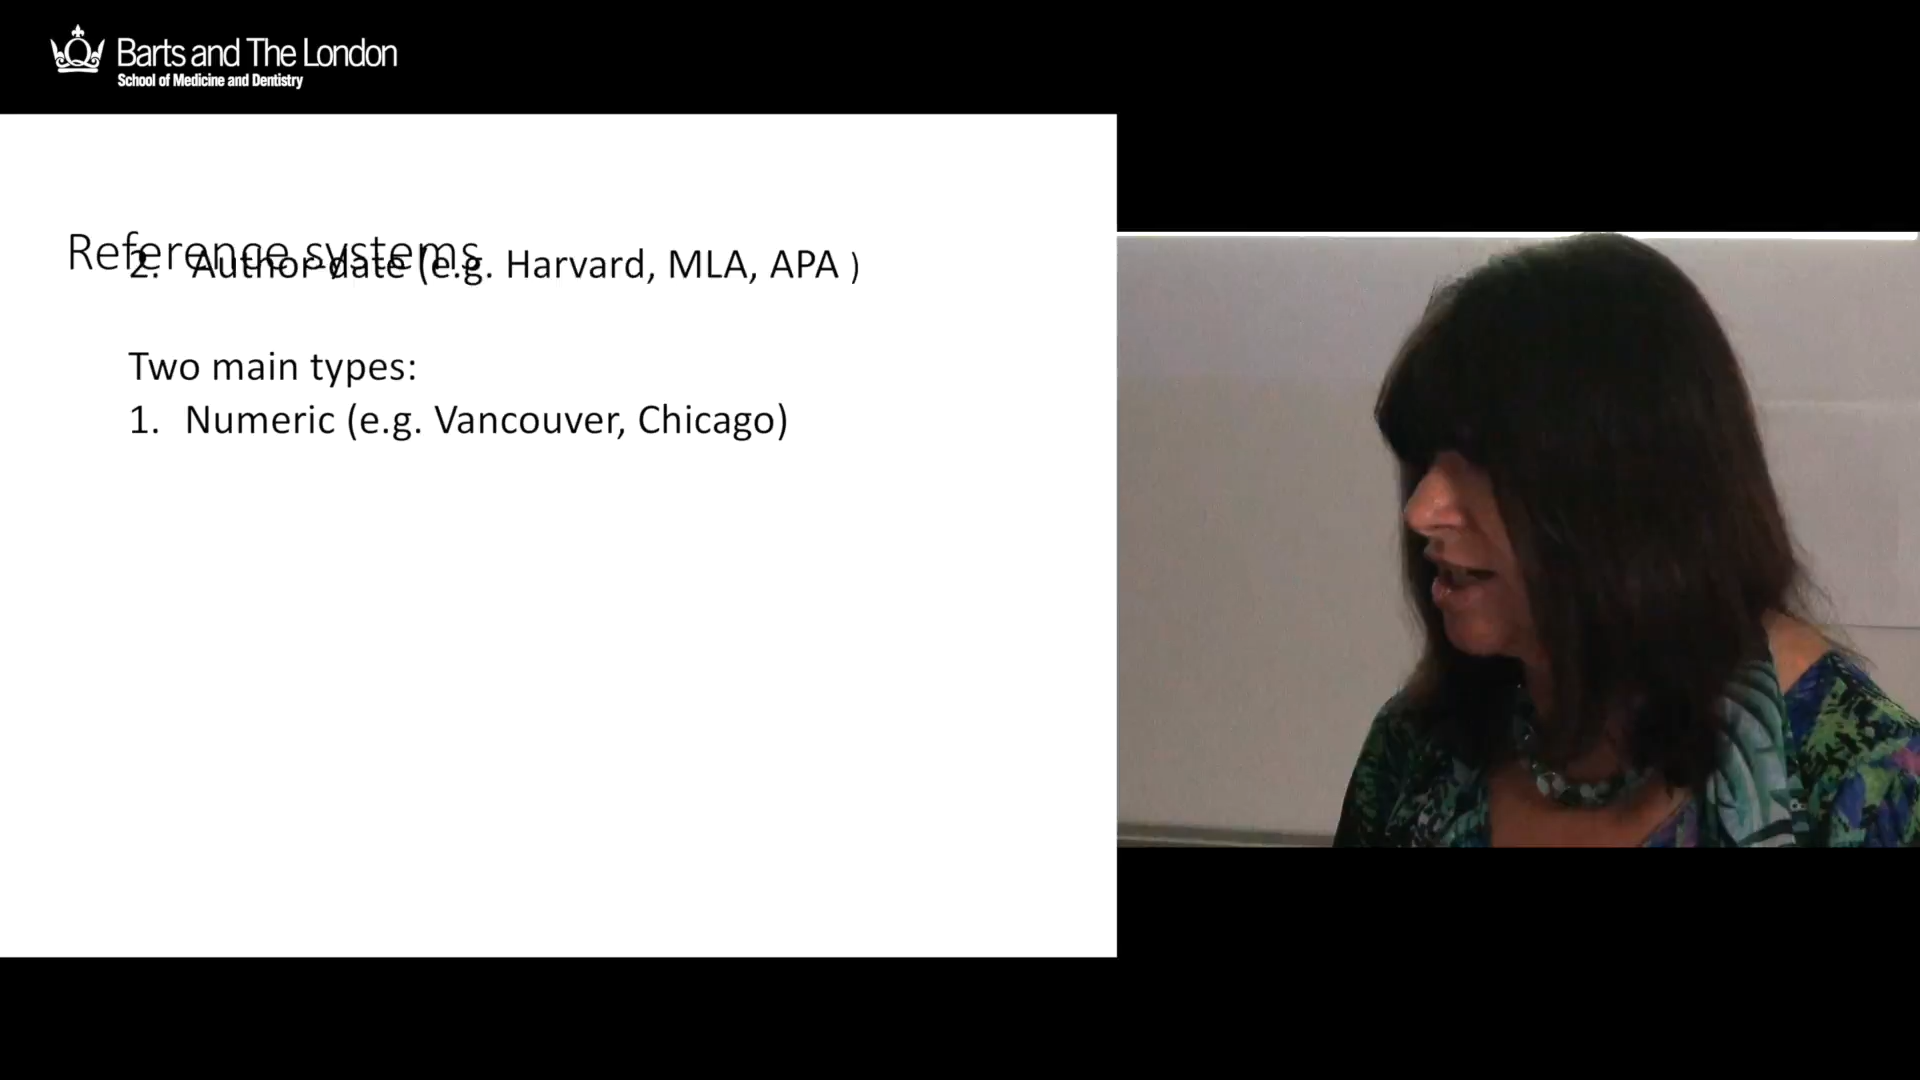 Barts and The London
School of Medicine and Dentistry
Reference systems
2. Author-date (e.g. Harvard, MLA, APA )
Two main types:
1. Numeric (e.g. Vancouver, Chicago)